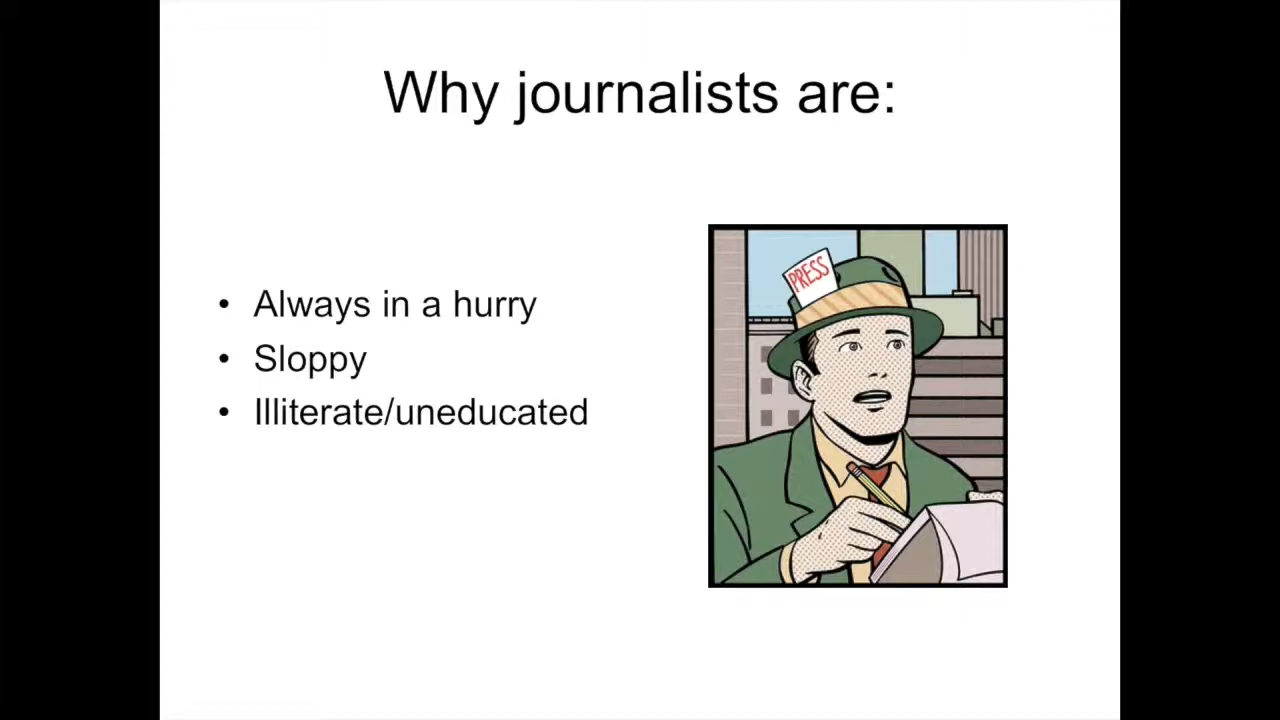 Why journalists are:
• Always in a hurry
• Sloppy
• Illiterate/uneducated
PRESS